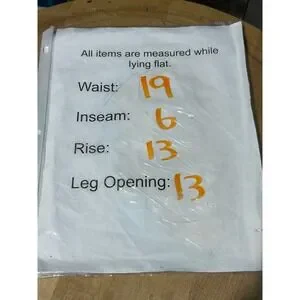 All items are measured while
lying flat.
Waist: 19
Inseam: 6
Rise: 13
Leg Opening: 13